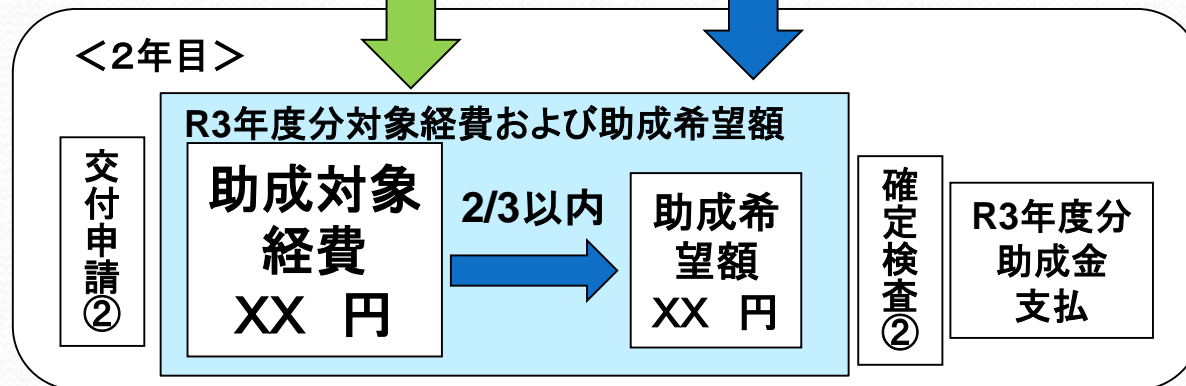 ＜２年目＞
R3年度分対象経費および助成希望額
交付申請②
助成対象
経費
XX 円
2/3以内
助成希
望額
XX 円
確定検査②
R3年度分
助成金
支払